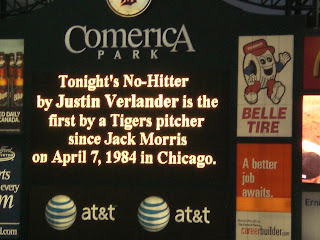 COMERICA
PARK
Tonight's No-Hitter
by Justin Verlander is the
first by a Tigers pitcher
since Jack Morris
on April 7, 1984 in Chicago.
BELLE
TIRE
A better
job
awaits.
careerbuilder.com
at&t
at&t